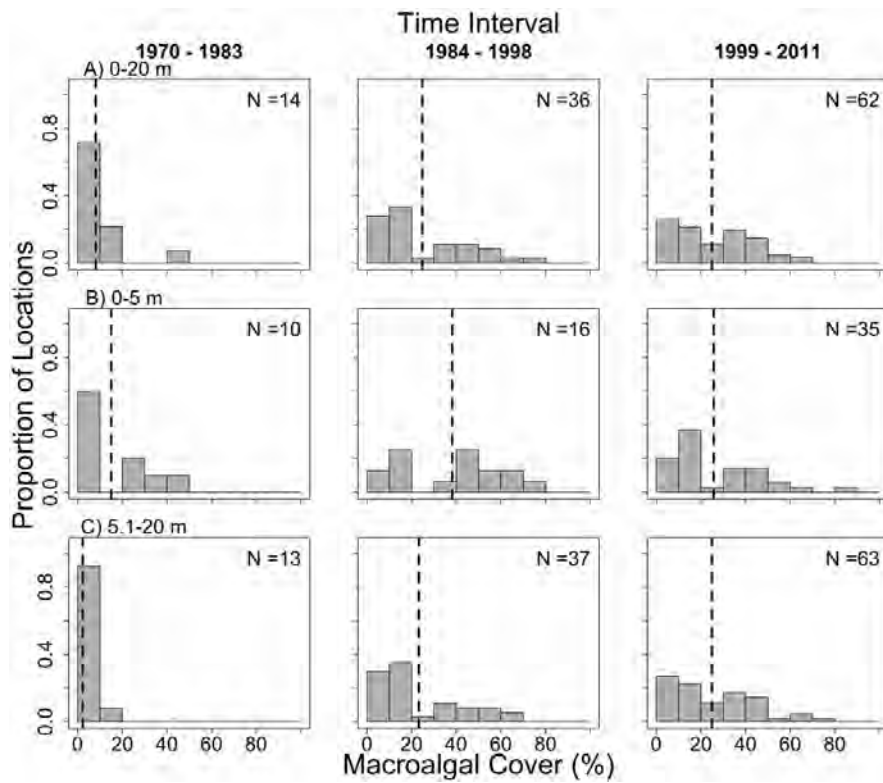 Time Interval
1970 - 1983 1984 - 1998 1999 - 2011
A) 0-20 m
N =14 N =36 N =62
0.0 0.4 0.8
B) 0-5 m
N =10 N =16 N =35
0.0 0.4 0.8
C) 5.1-20 m
N =13 N =37 N =63
0.0 0.4 0.8
Proportion of Locations
0 20 40 60 80 0 20 40 60 80 0 20 40 60 80
Macroalgal Cover (%)